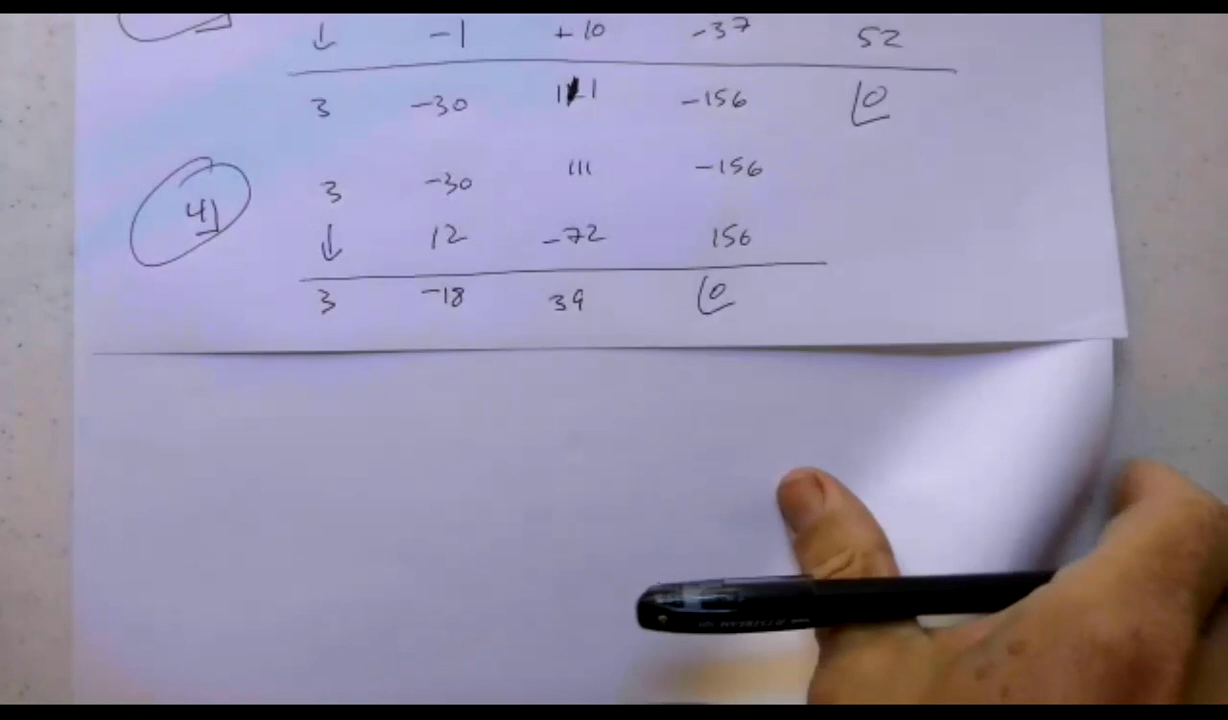 ↓ -1 +10 -37 52
3 -30 111 -156 0
3 -30 111 -156
4
↓ 12 -72 156
3 -18 39 0